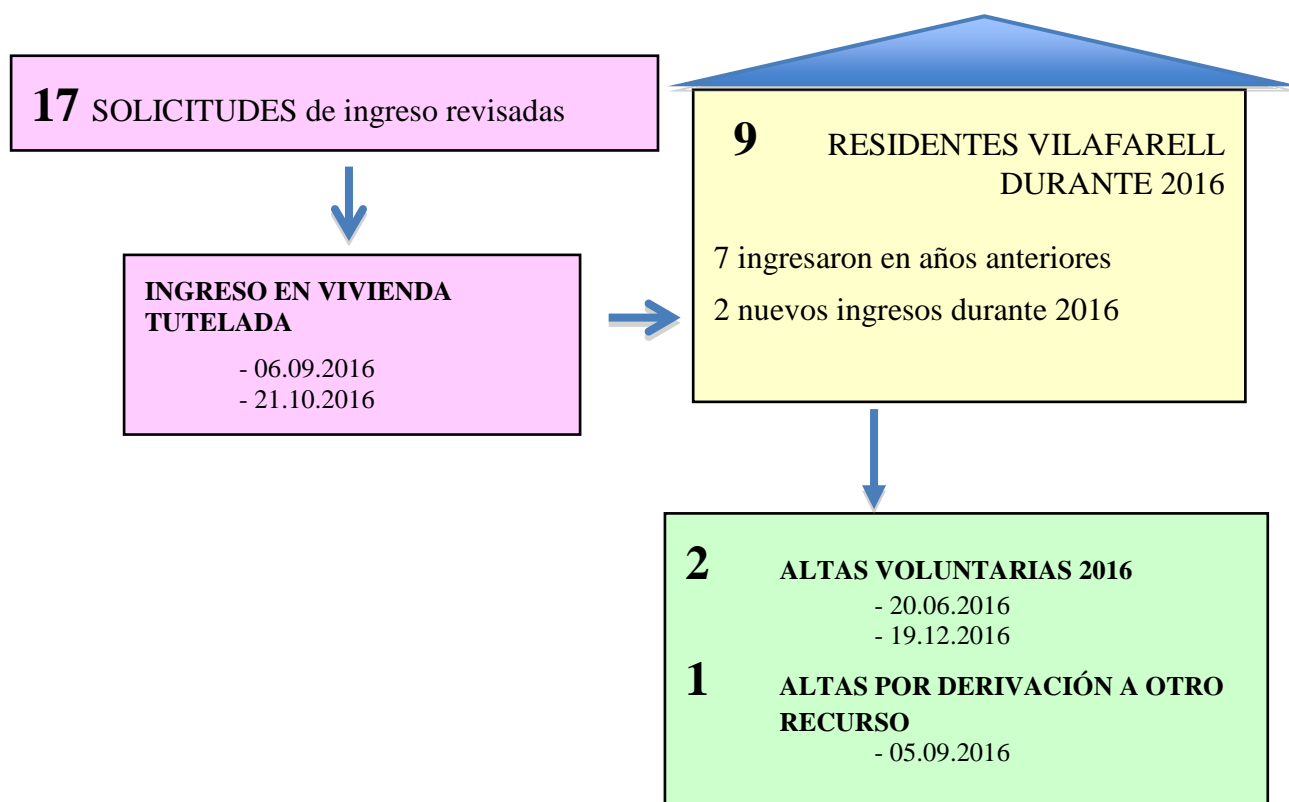 17 SOLICITUDES de ingreso revisadas
INGRESO EN VIVIENDA
TUTELADA
- 06.09.2016
- 21.10.2016
9 RESIDENTES VILAFARELL
DURANTE 2016
7 ingresaron en años anteriores
2 nuevos ingresos durante 2016
2 ALTAS VOLUNTARIAS 2016
- 20.06.2016
- 19.12.2016
1 ALTAS POR DERIVACIÓN A OTRO
RECURSO
- 05.09.2016